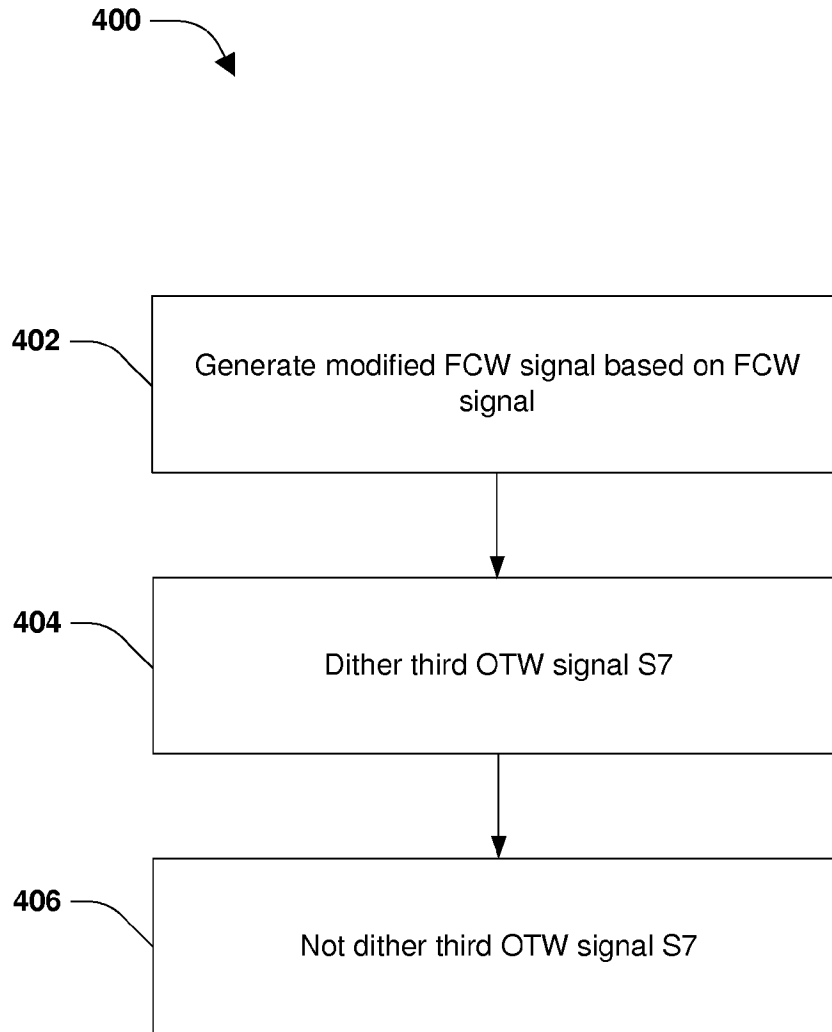 400
402
Generate modified FCW signal based on FCW
signal
404
Dither third OTW signal S7
406
Not dither third OTW signal S7